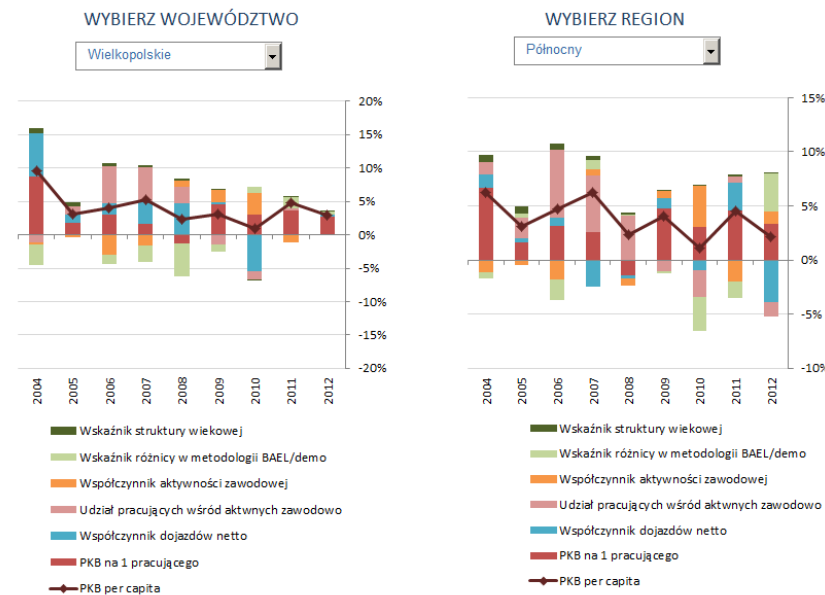 WYBIERZ WOJEWÓDZTWO
Wielkopolskie
20%
15%
10%
5%
0%
-5%
-10%
-15%
-20%
2004 2005 2006 2007 2008 2009 2010 2011 2012
Wskaźnik struktury wiekowej
Wskaźnik różnicy w metodologii BAEL/demo
Współczynnik aktywności zawodowej
Udział pracujących wśród aktwnych zawodowo
Współczynnik dojazdów netto
PKB na 1 pracującego
PKB per capita
WYBIERZ REGION
Północny
15%
10%
5%
0%
-5%
-10%
2004 2005 2006 2007 2008 2009 2010 2011 2012
Wskaźnik struktury wiekowej
Wskaźnik różnicy w metodologii BAEL/demo
Współczynnik aktywności zawodowej
Udział pracujących wśród aktwnych zawodowo
Współczynnik dojazdów netto
PKB na 1 pracującego
PKB per capita